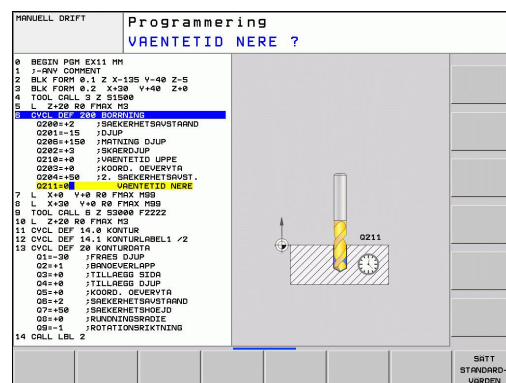 MANUELL DRIFT
Programmering
VAENTETID NERE ?
0 BEGIN PGM EX11 MM
1 ;-ANY COMMENT
2 BLK FORM 0.1 Z X-135 Y-40 Z-5
3 BLK FORM 0.2 X+30 Y+40 Z+0
4 TOOL CALL 3 Z S1500
5 L Z+20 R0 FMAX M3
6 CYCL DEF 200 BORRNING
Q200=+2 ;SAEKERHETSAVSTAAND
Q201=-15 ;DJUP
Q206=+150 ;MATNING DJUP
Q202=+3 ;SKAERDJUP
Q210=+0 ;VAENTETID UPPE
Q203=+0 ;KOORD. OEVERYTA
Q204=+50 ;2. SAEKERHETSAVST.
Q211=0 VAENTETID NERE
7 L X+0 Y+0 R0 FMAX M99
8 L X+30 Y+0 R0 FMAX M99
9 TOOL CALL 6 Z S3000 F2222
10 L Z+20 R0 FMAX M3
11 CYCL DEF 14.0 KONTUR
12 CYCL DEF 14.1 KONTURLABEL1 /2
13 CYCL DEF 20 KONTURDATA
Q1=-30 ;FRAES DJUP
Q2=+1 ;BANOEVERLAPP
Q3=+0 ;TILLAEGG SIDA
Q4=+0 ;TILLAEGG DJUP
Q5=+0 ;KOORD. OEVERYTA
Q6=+2 ;SAEKERHETSAVSTAAND
Q7=+50 ;SAEKERHETSHOEJD
Q8=+0 ;RUNDNINGSRADIE
Q9=-1 ;ROTATIONSRIKTNING
14 CALL LBL 2
Q211
SÄTT
STANDARD-
VÄRDEN